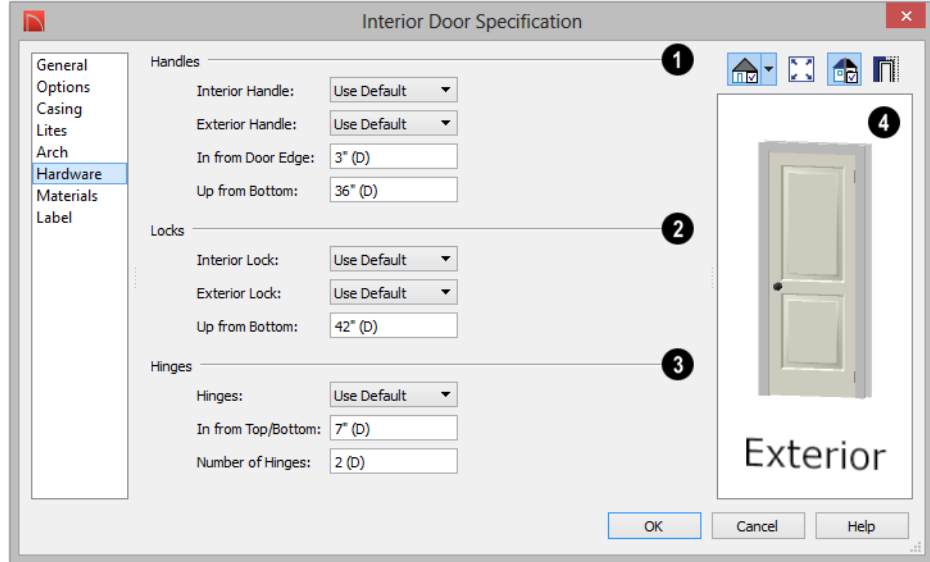 Interior Door Specification
×
General
Options
Casing
Lites
Arch
Hardware
Materials
Label
Handles
1
Interior Handle: Use Default
Exterior Handle: Use Default
In from Door Edge: 3" (D)
Up from Bottom: 36" (D)
Locks
2
Interior Lock: Use Default
Exterior Lock: Use Default
Up from Bottom: 42" (D)
Hinges
3
Hinges: Use Default
In from Top/Bottom: 7" (D)
Number of Hinges: 2 (D)
4
Exterior
OK Cancel Help